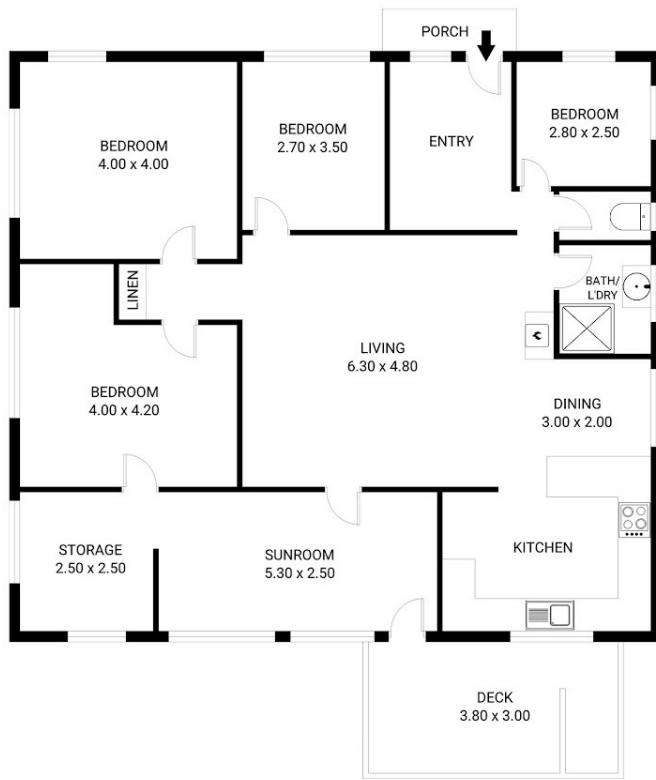 PORCH
BEDROOM
4.00 x 4.00
BEDROOM
2.70 x 3.50
ENTRY
BEDROOM
2.80 x 2.50
LINEN
BATH/
L'DRY
LIVING
6.30 x 4.80
BEDROOM
4.00 x 4.20
DINING
3.00 x 2.00
STORAGE
2.50 x 2.50
SUNROOM
5.30 x 2.50
KITCHEN
DECK
3.80 x 3.00